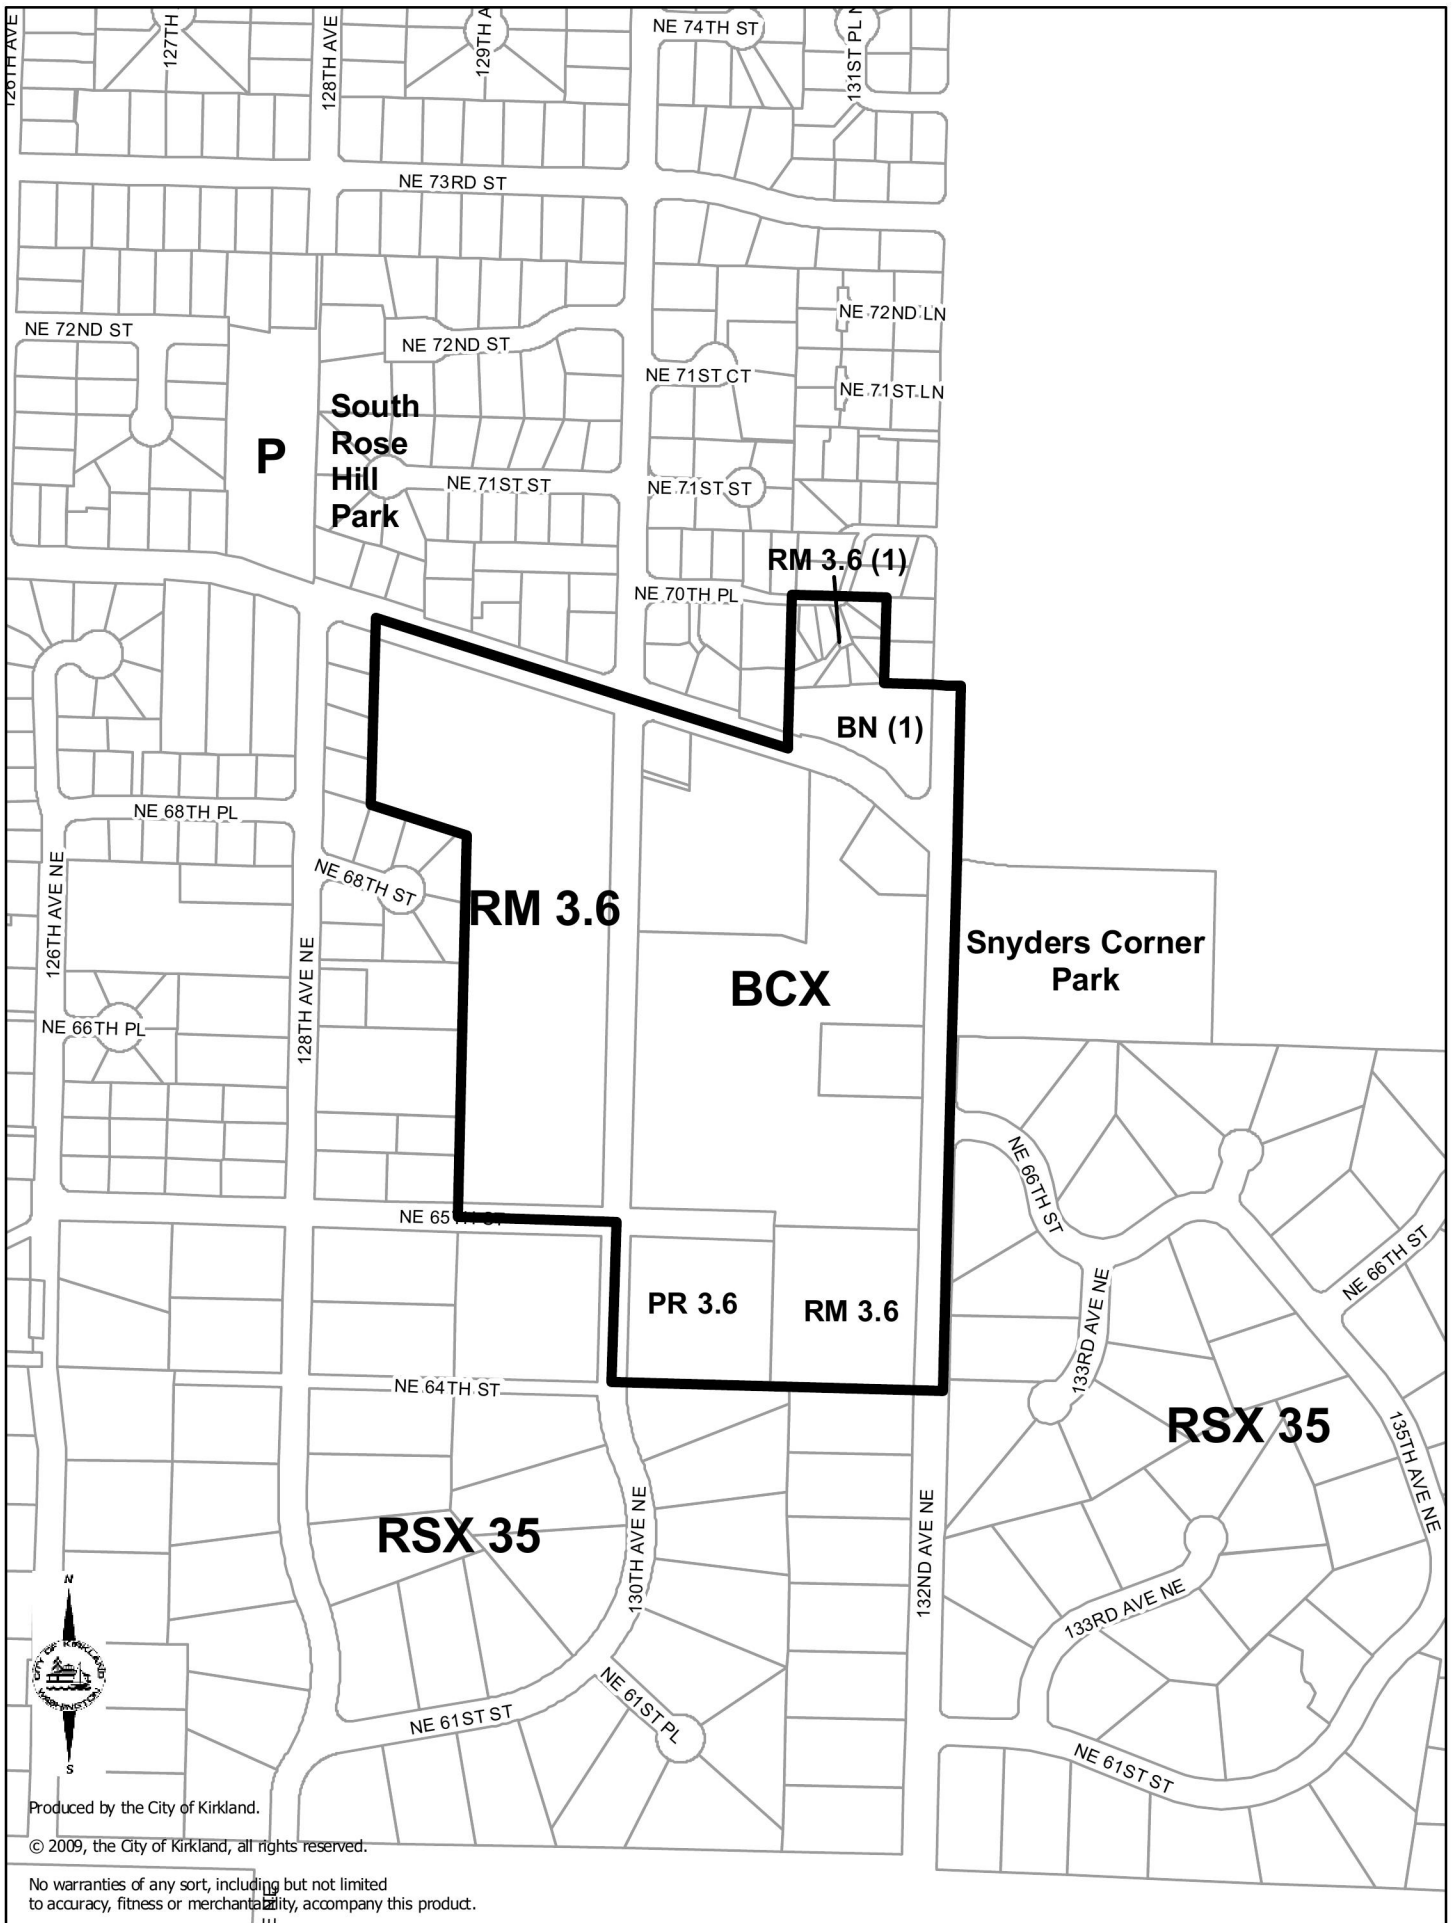 126TH AVE
127TH
128TH AVE
129TH A
NE 74TH ST
131ST PL N
NE 73RD ST
NE 72ND LN
NE 72ND ST
NE 72ND ST
NE 71ST CT
NE 71ST LN
South
Rose
Hill
Park
P
NE 71ST ST
NE 71ST ST
RM 3.6 (1)
NE 70TH PL
BN (1)
NE 68TH PL
NE 68TH ST
RM 3.6
126TH AVE NE
128TH AVE NE
Snyders Corner
Park
BCX
NE 66TH PL
NE 66TH ST
NE 65TH ST
NE 66TH ST
PR 3.6
RM 3.6
133RD AVE NE
NE 64TH ST
RSX 35
135TH AVE NE
RSX 35
130TH AVE NE
132ND AVE NE
133RD AVE NE
N
CITY OF KIRKLAND
WASHINGTON
S
NE 61ST PL
NE 61ST ST
NE 61ST ST
Produced by the City of Kirkland.
© 2009, the City of Kirkland, all rights reserved.
No warranties of any sort, including but not limited
to accuracy, fitness or merchantability, accompany this product.
E NE